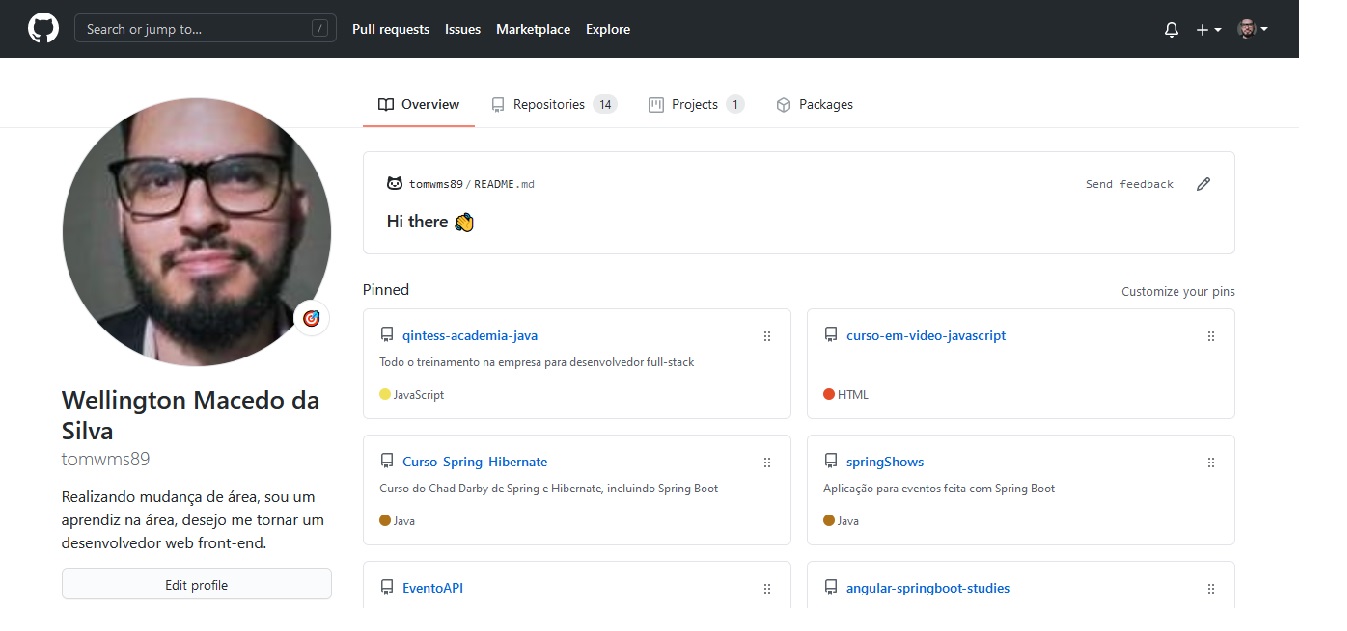 Search or jump to... /
Pull requests Issues Marketplace Explore
Overview Repositories 14 Projects 1 Packages
tomwms89 / README.md
Send feedback
Hi there
Pinned
Customize your pins
qintess-academia-java
Todo o treinamento na empresa para desenvolvedor full-stack
JavaScript
curso-em-video-javascript
HTML
Curso_Spring_Hibernate
Curso do Chad Darby de Spring e Hibernate, incluindo Spring Boot
Java
springShows
Aplicação para eventos feita com Spring Boot
Java
EventoAPI
angular-springboot-studies
Wellington Macedo da
Silva
tomwms89
Realizando mudança de área, sou um
aprendiz na área, desejo me tornar um
desenvolvedor web front-end.
Edit profile